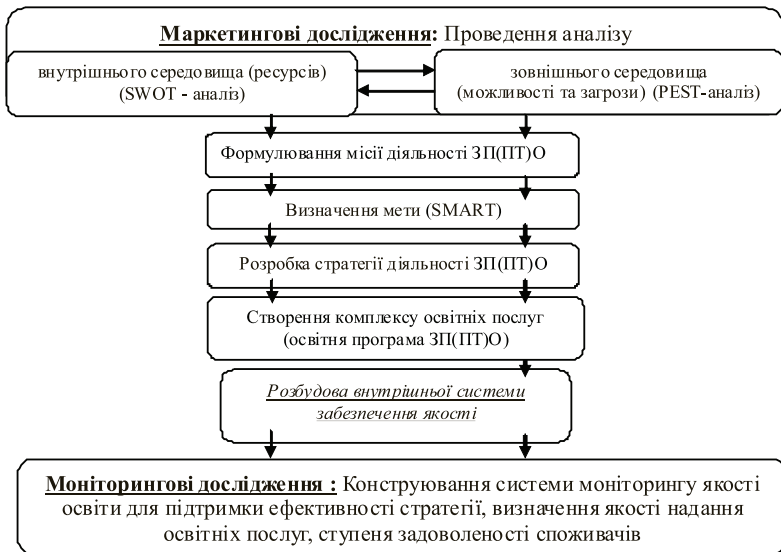 Маркетингові дослідження: Проведення аналізу
внутрішнього середовища (ресурсів)
(SWOT - аналіз)
зовнішнього середовища
(можливості та загрози) (PEST-аналіз)
Формулювання місії діяльності ЗП(ПТ)О
Визначення мети (SMART)
Розробка стратегії діяльності ЗП(ПТ)О
Створення комплексу освітніх послуг
(освітня програма ЗП(ПТ)О)
Розбудова внутрішньої системи
забезпечення якості
Моніторингові дослідження : Конструювання системи моніторингу якості
освіти для підтримки ефективності стратегії, визначення якості надання
освітніх послуг, ступеня задоволеності споживачів